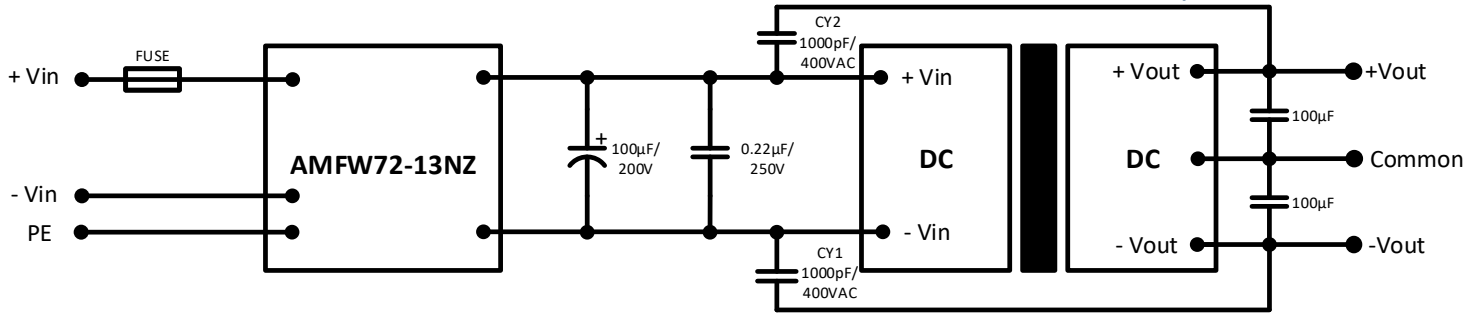 CY2
1000pF/
400VAC
FUSE
+ Vin
+ Vin
+ Vout
+Vout
100µF
AMFW72-13NZ
+
100µF/
200V
0.22µF/
250V
DC
DC
Common
- Vin
100µF
PE
- Vin
- Vout
-Vout
CY1
1000pF/
400VAC